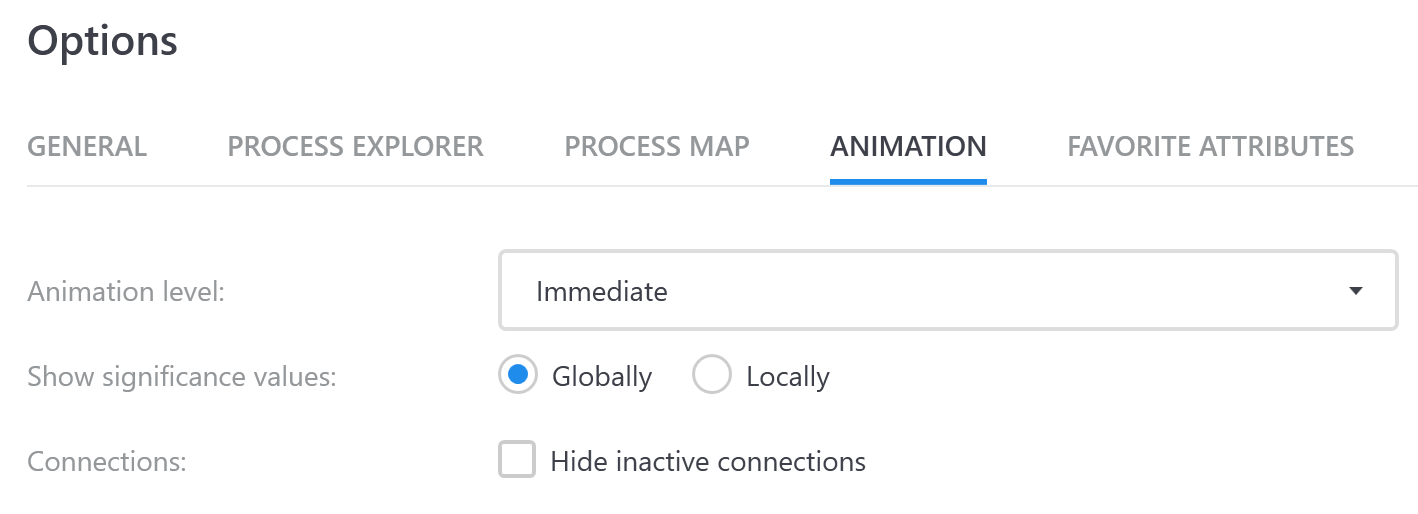 Options
GENERAL PROCESS EXPLORER PROCESS MAP ANIMATION FAVORITE ATTRIBUTES
Animation level: Immediate
Show significance values: Globally Locally
Connections: Hide inactive connections